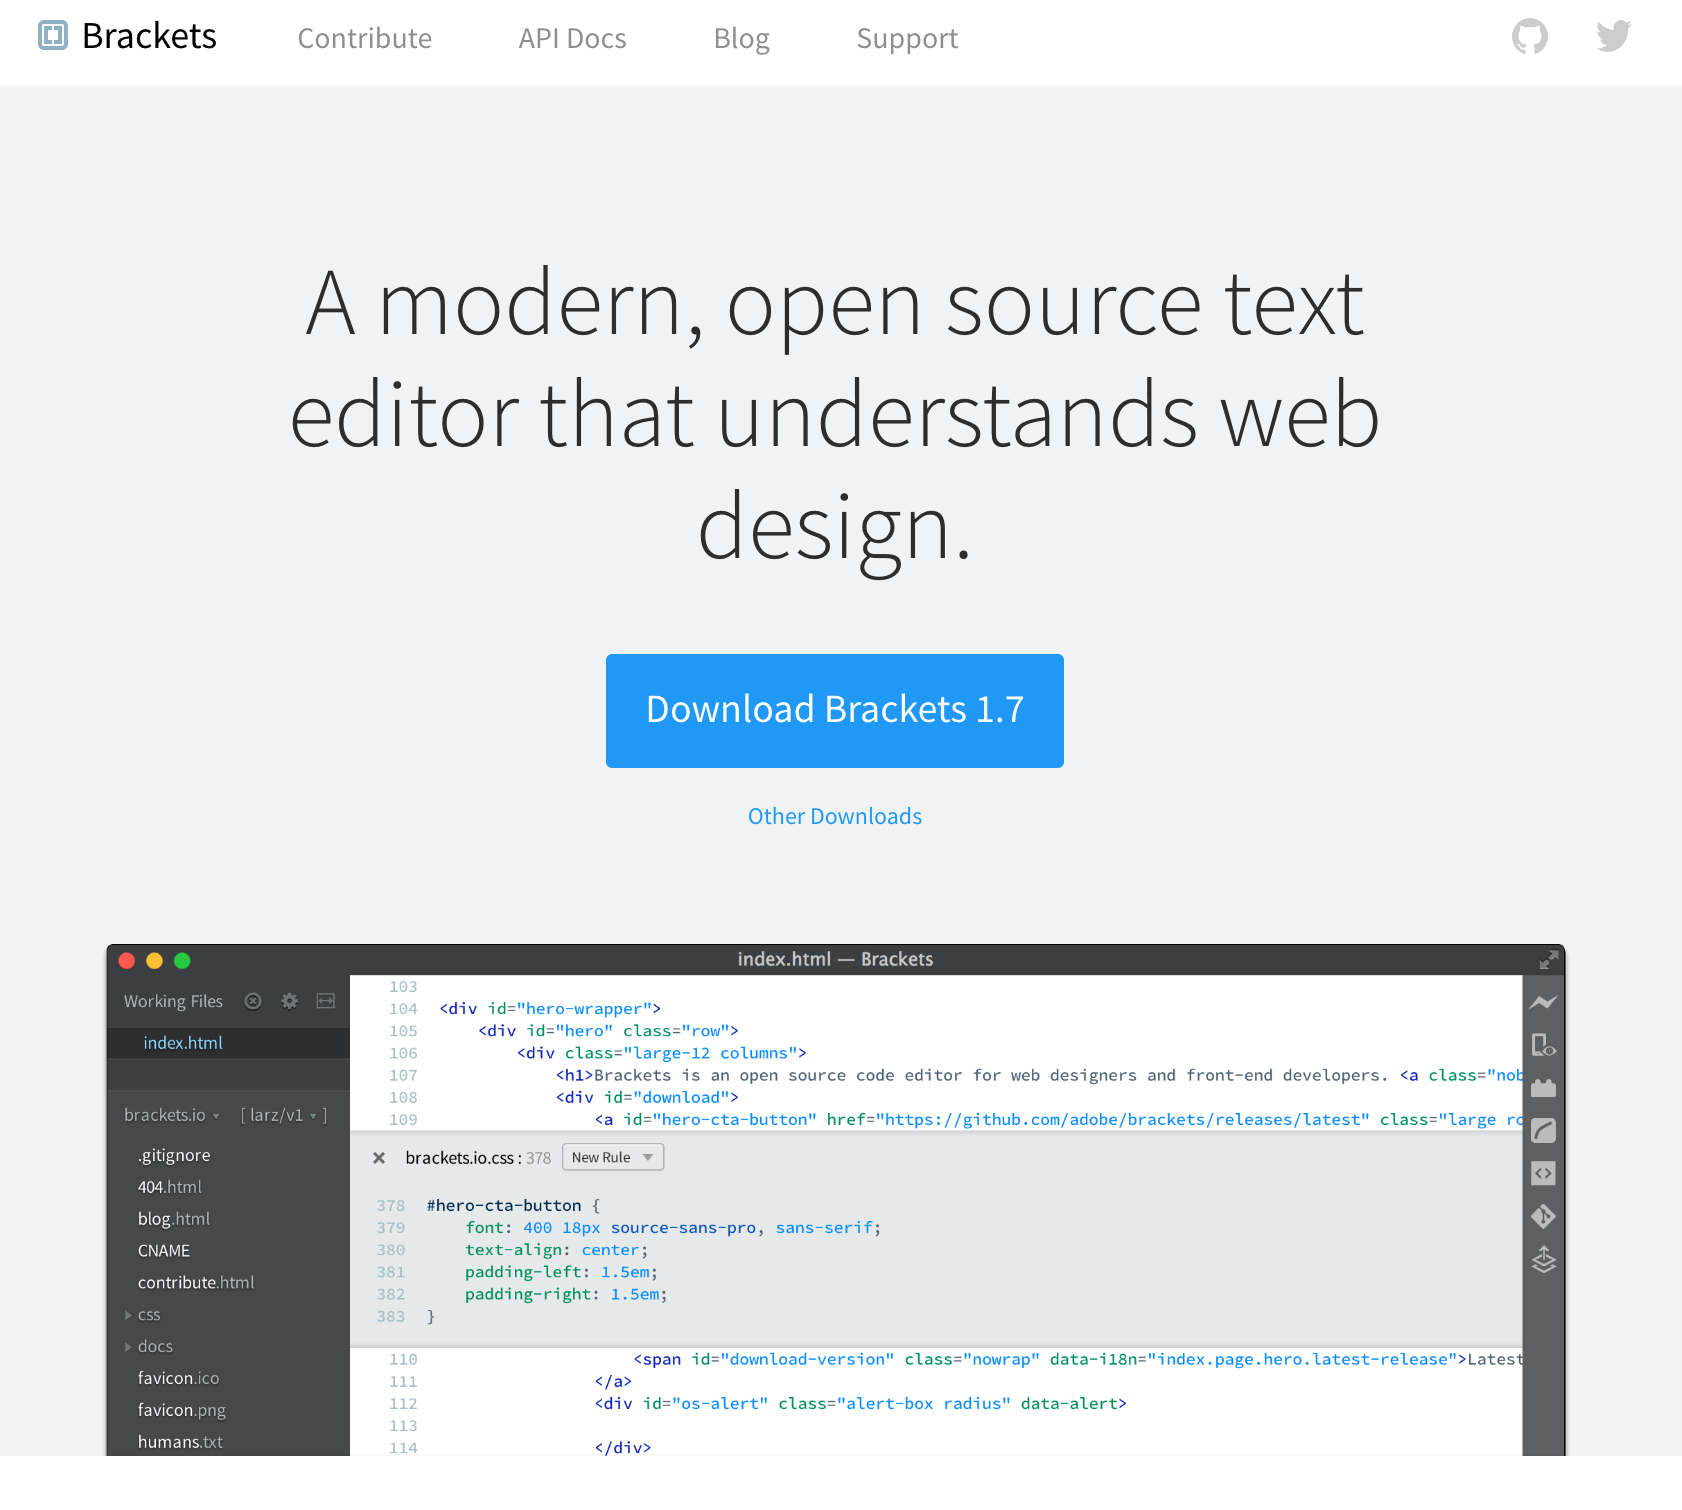 Brackets Contribute API Docs Blog Support
A modern, open source text
editor that understands web
design.
Download Brackets 1.7
Other Downloads
index.html — Brackets
Working Files
index.html
brackets.io [ larz/v1 ]
.gitignore
404.html
blog.html
CNAME
contribute.html
css
docs
favicon.ico
favicon.png
humans.txt
103
104 <div id="hero-wrapper">
105 <div id="hero" class="row">
106 <div class="large-12 columns">
107 <h1>Brackets is an open source code editor for web designers and front-end developers. <a class="nob
108 <div id="download">
109 <a id="hero-cta-button" href="https://github.com/adobe/brackets/releases/latest" class="large ro
brackets.io.css : 378 New Rule
378 #hero-cta-button {
379 font: 400 18px source-sans-pro, sans-serif;
380 text-align: center;
381 padding-left: 1.5em;
382 padding-right: 1.5em;
383 }
110 <span id="download-version" class="nowrap" data-i18n="index.page.hero.latest-release">Latest
111 </a>
112 <div id="os-alert" class="alert-box radius" data-alert>
113
114 </div>